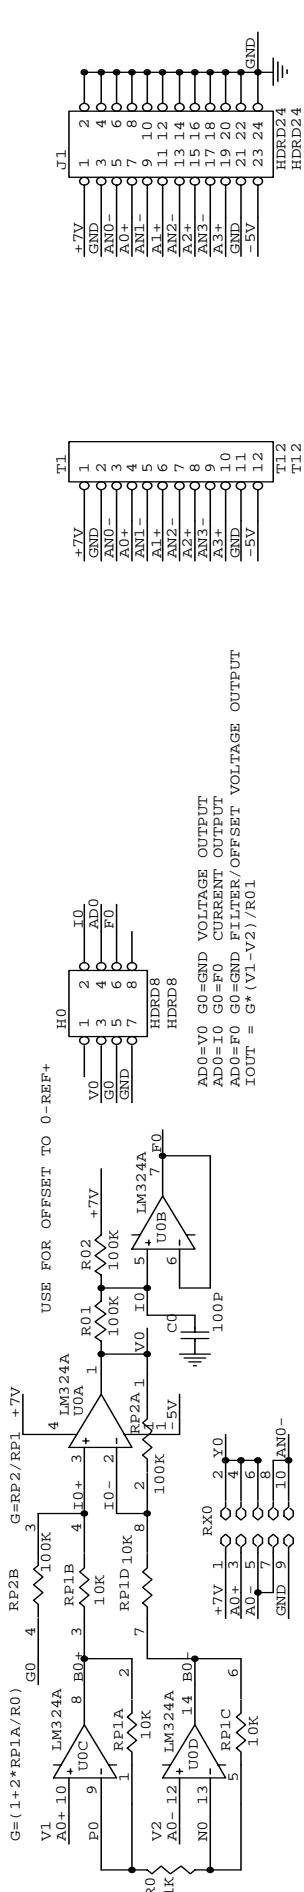 G=(1+2*RP1A/R0)
V1
A0+ 10
P0 9
LM324A
U0C
8
B0+
1 RP1A 2
10K
R0
1K
V2
A0- 12
N0 13
LM324A
U0D
14
B0-
5 RP1C 6
10K
G0 4 RP2B 3
100K
3 RP1B 4
10K
I0+
7 RP1D 8
10K
I0-
G=RP2/RP1
+7V
4
3
2
LM324A
U0A
1
-5V
2 RP2A 1
100K
V0
USE FOR OFFSET TO 0-REF+
R01
100K
R02
100K
+7V
I0
C0
100P
5
6
LM324A
U0B
7
F0
RX0
+7V 1 2 Y0
A0+ 3 4
A0- 5 6
7 8
GND 9 10 AN0-
H0
1 2 I0
V0 3 4 AD0
G0 5 6 F0
GND 7 8
HDRD8
HDRD8
AD0=V0 G0=GND VOLTAGE OUTPUT
AD0=I0 G0=F0 CURRENT OUTPUT
AD0=F0 G0=GND FILTER/OFFSET VOLTAGE OUTPUT
IOUT = G*(V1-V2)/R01
T1
+7V 1
GND 2
AN0- 3
A0+ 4
AN1- 5
A1+ 6
AN2- 7
A2+ 8
AN3- 9
A3+ 10
GND 11
-5V 12
T12
T12
J1
+7V 1 2
GND 3 4
AN0- 5 6
A0+ 7 8
AN1- 9 10
A1+ 11 12
AN2- 13 14
A2+ 15 16
AN3- 17 18
A3+ 19 20
GND 21 22
-5V 23 24 GND
HDRD24
HDRD24